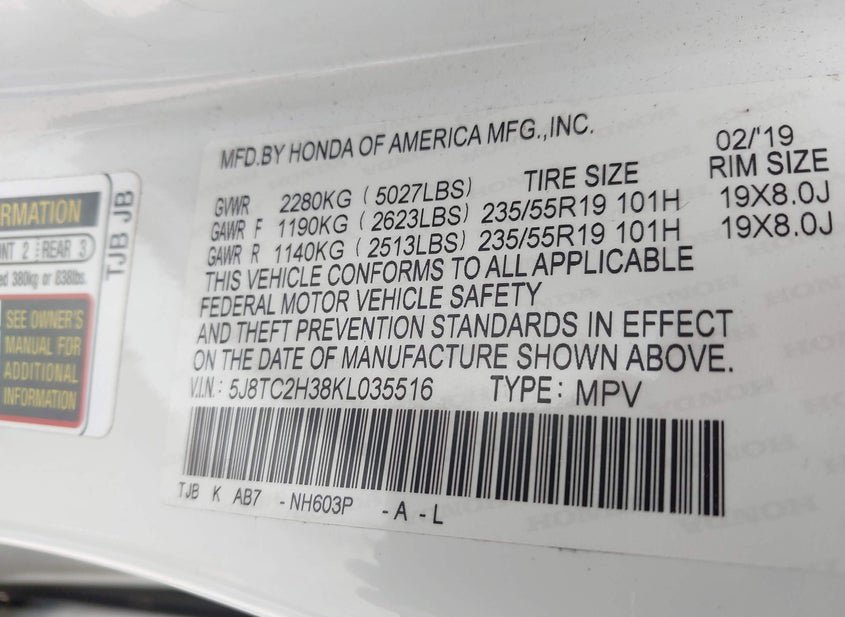 MFD.BY HONDA OF AMERICA MFG.,INC. 02/'19
GVWR 2280KG (5027LBS) TIRE SIZE RIM SIZE
GAWR F 1190KG (2623LBS) 235/55R19 101H 19X8.0J
GAWR R 1140KG (2513LBS) 235/55R19 101H 19X8.0J
THIS VEHICLE CONFORMS TO ALL APPLICABLE
FEDERAL MOTOR VEHICLE SAFETY
AND THEFT PREVENTION STANDARDS IN EFFECT
ON THE DATE OF MANUFACTURE SHOWN ABOVE.
V.I.N.: 5J8TC2H38KL035516 TYPE: MPV
TJB K AB7 -NH603P -A -L
RMATION
NT 2 REAR 3
ed 380kg or 838lbs.
SEE OWNER'S
MANUAL FOR
ADDITIONAL
INFORMATION
TJB JB
HONDA